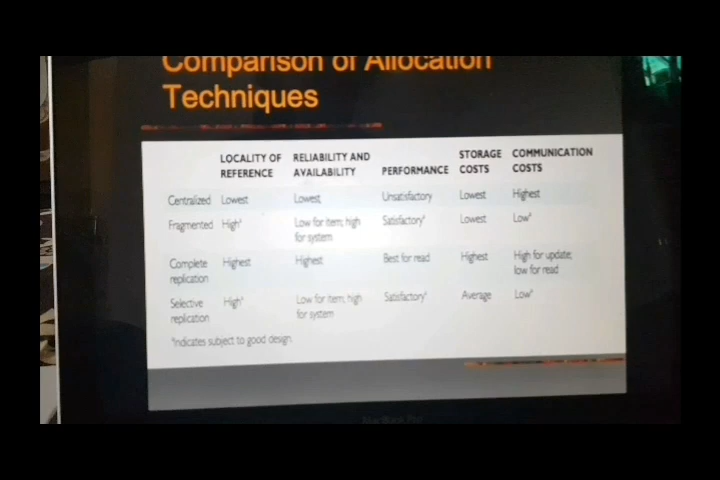 Comparison of Allocation
Techniques
LOCALITY OF REFERENCE RELIABILITY AND AVAILABILITY PERFORMANCE STORAGE COSTS COMMUNICATION COSTS
Centralized Lowest Lowest Unsatisfactory Lowest Highest
Fragmented High^a Low for item; high for system Satisfactory^a Lowest Low^a
Complete replication Highest Highest Best for read Highest High for update; low for read
Selective replication High^a Low for item; high for system Satisfactory^a Average Low^a
^aIndicates subject to good design.
MacBook Pro